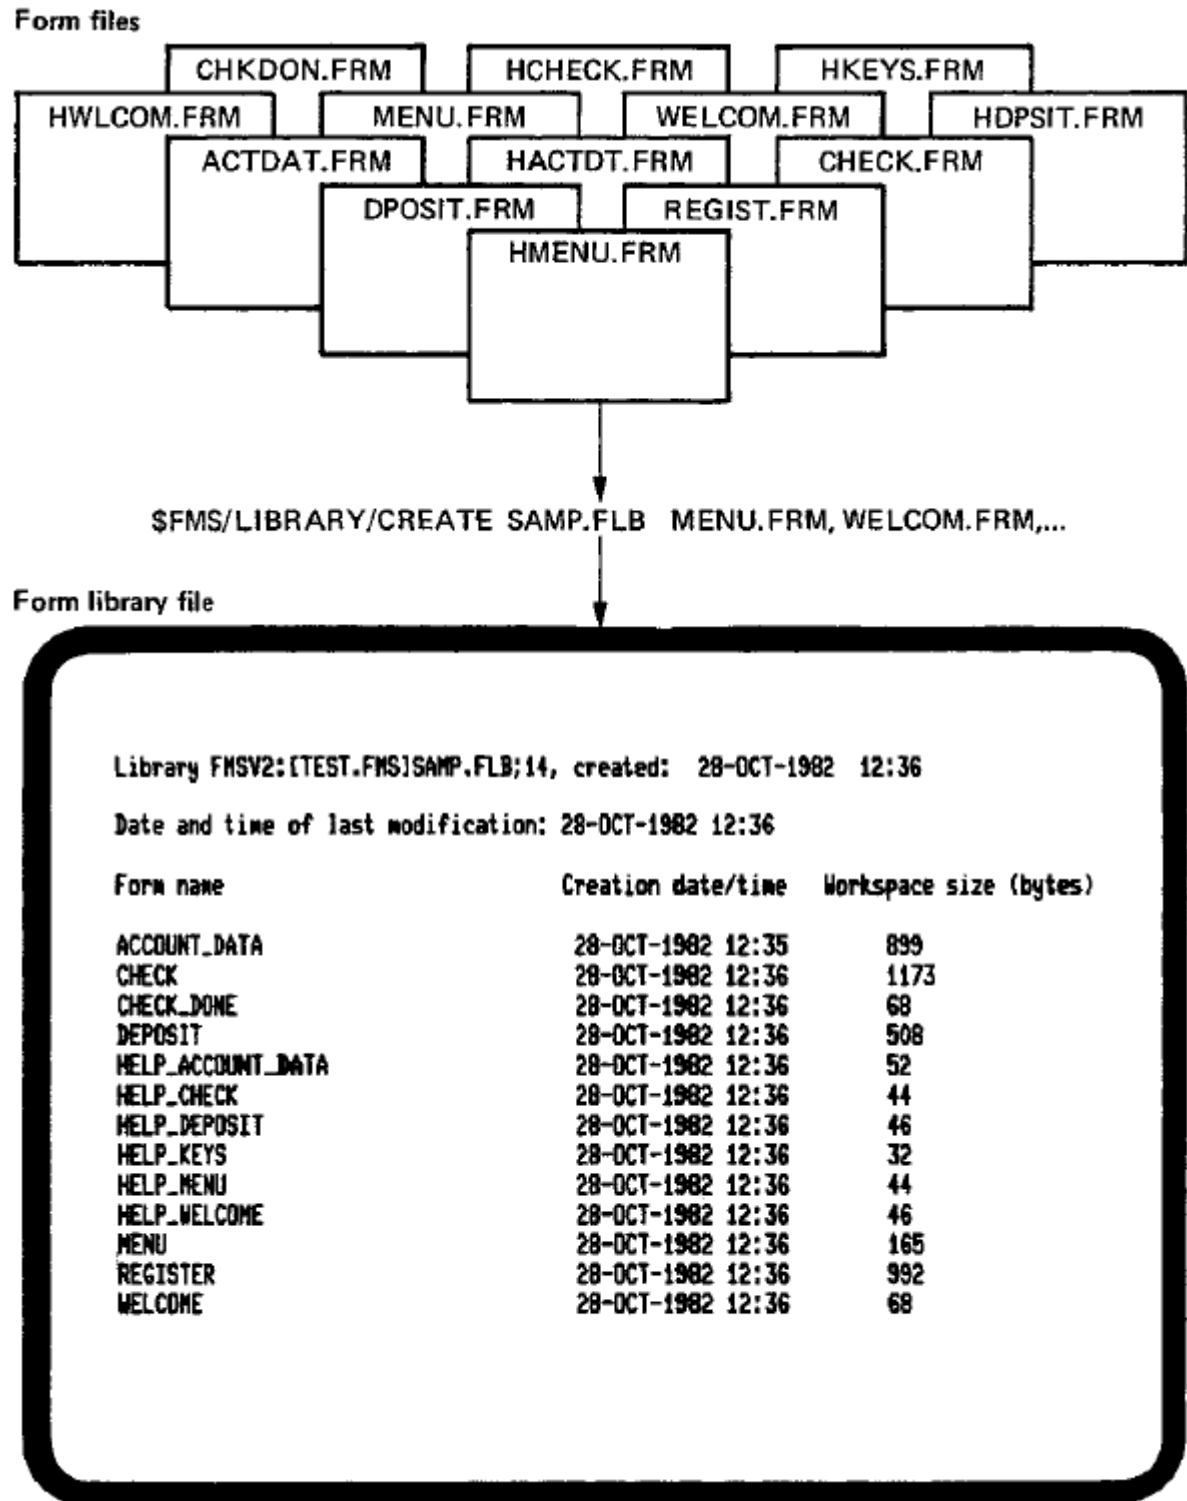 Form files
CHKDON.FRM HCHECK.FRM HKEYS.FRM
HWLCOM.FRM MENU.FRM WELCOM.FRM HDPSIT.FRM
ACTDAT.FRM HACTDT.FRM CHECK.FRM
DPOSIT.FRM REGIST.FRM
HMENU.FRM
$FMS/LIBRARY/CREATE SAMP.FLB MENU.FRM, WELCOM.FRM,...
Form library file
Library FMSV2:[TEST.FMS]SAMP.FLB;14, created: 28-OCT-1982 12:36
Date and time of last modification: 28-OCT-1982 12:36
Form name Creation date/time Workspace size (bytes)
ACCOUNT_DATA 28-OCT-1982 12:35 899
CHECK 28-OCT-1982 12:36 1173
CHECK_DONE 28-OCT-1982 12:36 68
DEPOSIT 28-OCT-1982 12:36 508
HELP_ACCOUNT_DATA 28-OCT-1982 12:36 52
HELP_CHECK 28-OCT-1982 12:36 44
HELP_DEPOSIT 28-OCT-1982 12:36 46
HELP_KEYS 28-OCT-1982 12:36 32
HELP_MENU 28-OCT-1982 12:36 44
HELP_WELCOME 28-OCT-1982 12:36 46
MENU 28-OCT-1982 12:36 165
REGISTER 28-OCT-1982 12:36 992
WELCOME 28-OCT-1982 12:36 68